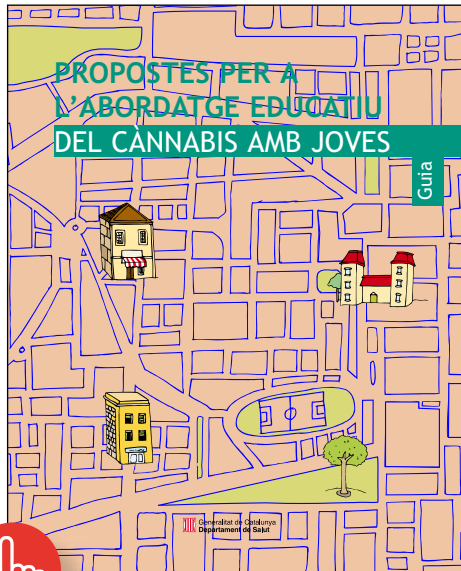 PROPOSTES PER A
L'ABORDATGE EDUCATIU
DEL CÀNNABIS AMB JOVES
Guia
Generalitat de Catalunya
Departament de Salut